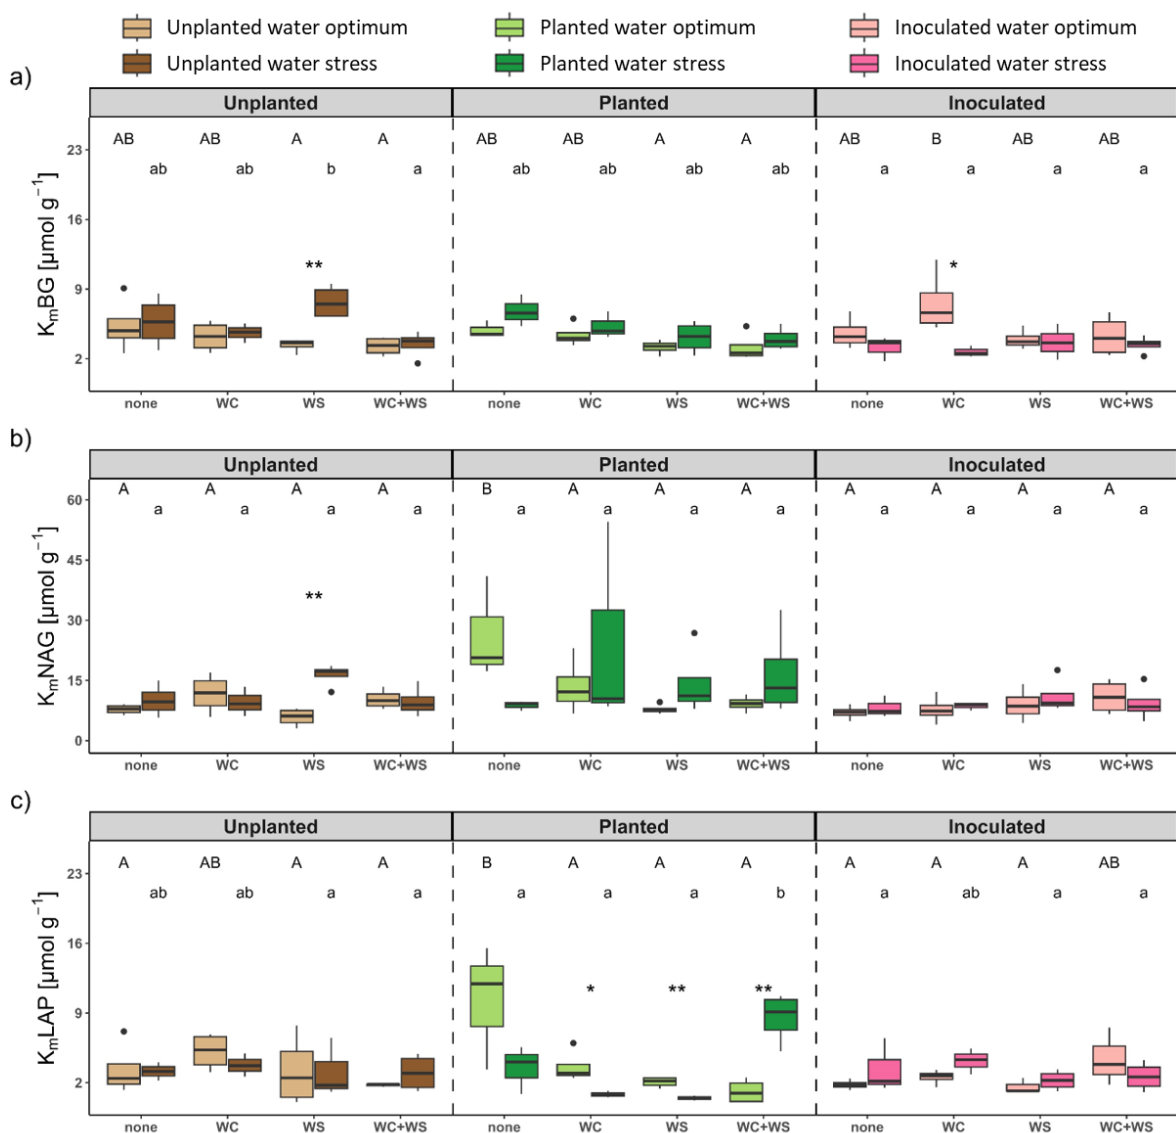 Unplanted water optimum Planted water optimum Inoculated water optimum
Unplanted water stress Planted water stress Inoculated water stress
a)
Unplanted Planted Inoculated
AB AB A A AB AB A A AB B AB AB
23
ab ab b a ab ab ab ab a a a a
16
KmBG [µmol g−1]
** *
9
2
none WC WS WC+WS none WC WS WC+WS none WC WS WC+WS
b)
Unplanted Planted Inoculated
A A A A B A A A A A A A
60
a a a a a a a a a a a a
45
KmNAG [µmol g−1]
**
30
15
0
none WC WS WC+WS none WC WS WC+WS none WC WS WC+WS
c)
Unplanted Planted Inoculated
A AB A A B A A A A A A AB
23
ab ab a a a a a b a ab a a
16
KmLAP [µmol g−1]
* ** **
9
2
none WC WS WC+WS none WC WS WC+WS none WC WS WC+WS